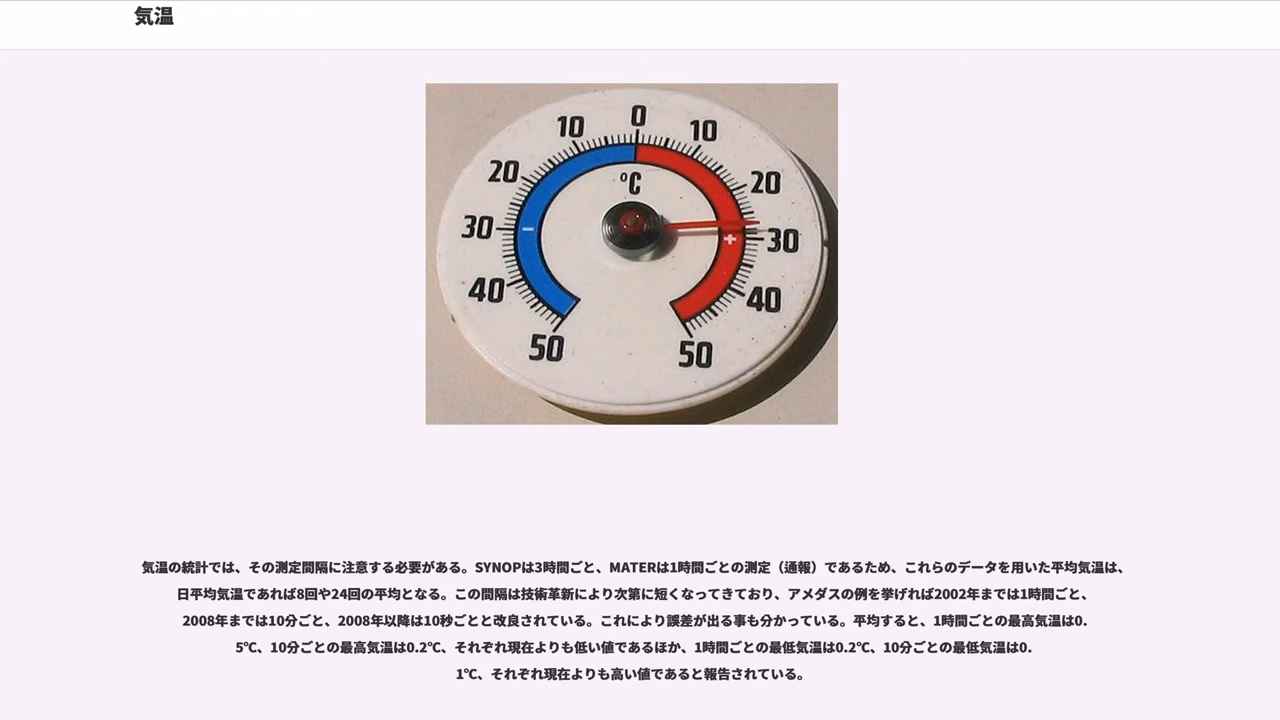 気温
0
10
10
20
20
℃
30
30
40
40
50
50
気温の統計では、その測定間隔に注意する必要がある。SYNOPは3時間ごと、MATERは1時間ごとの測定（通報）であるため、これらのデータを用いた平均気温は、
日平均気温であれば8回や24回の平均となる。この間隔は技術革新により次第に短くなってきており、アメダスの例を挙げれば2002年までは1時間ごと、
2008年までは10分ごと、2008年以降は10秒ごとと改良されている。これにより誤差が出る事も分かっている。平均すると、1時間ごとの最高気温は0.
5℃、10分ごとの最高気温は0.2℃、それぞれ現在よりも低い値であるほか、1時間ごとの最低気温は0.2℃、10分ごとの最低気温は0.
1℃、それぞれ現在よりも高い値であると報告されている。